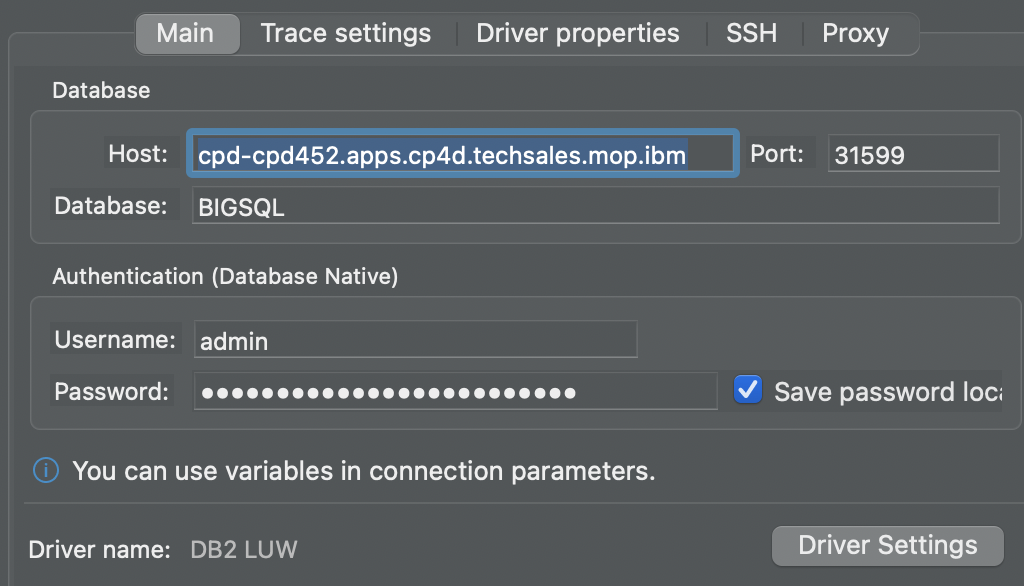 Main Trace settings Driver properties SSH Proxy
Database
Host: cpd-cpd452.apps.cp4d.techsales.mop.ibm Port: 31599
Database: BIGSQL
Authentication (Database Native)
Username: admin
Password: •••••••••••••••••••••••••
Save password loca
You can use variables in connection parameters.
Driver name: DB2 LUW Driver Settings